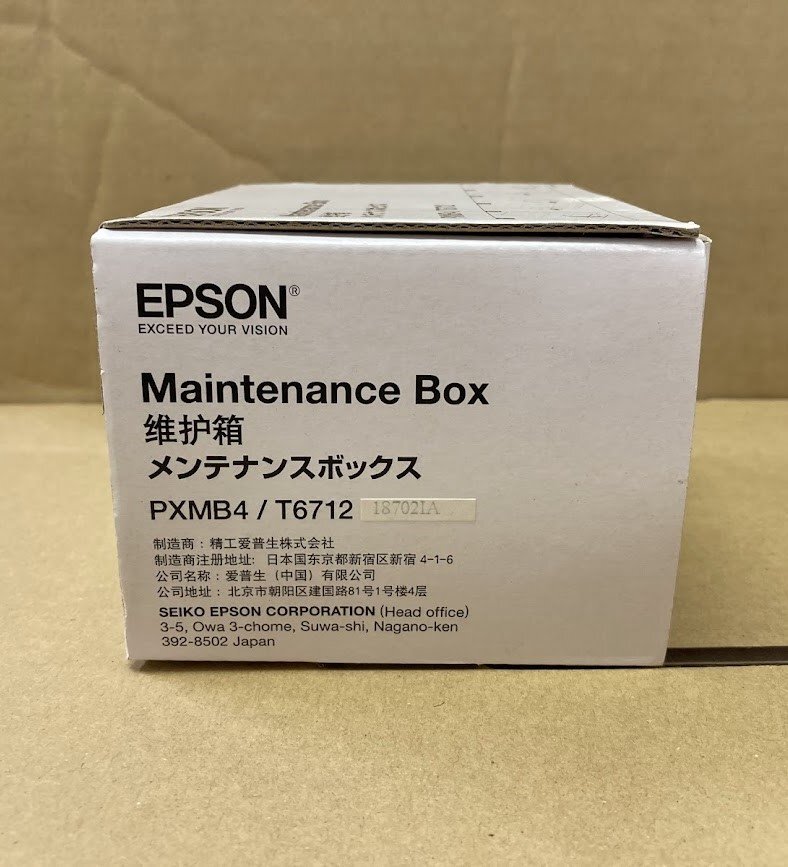 EPSON®
EXCEED YOUR VISION
Maintenance Box
维护箱
メンテナンスボックス
PXMB4 / T6712 18702IA
制造商：精工爱普生株式会社
制造商注册地址：日本国东京都新宿区新宿 4-1-6
公司名称：爱普生（中国）有限公司
公司地址：北京市朝阳区建国路81号1号楼4层
SEIKO EPSON CORPORATION (Head office)
3-5, Owa 3-chome, Suwa-shi, Nagano-ken
392-8502 Japan